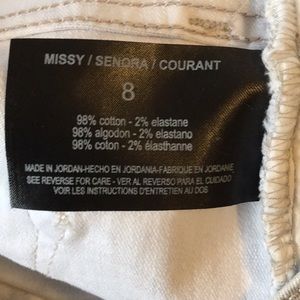 MISSY / SENORA / COURANT
8
98% cotton - 2% elastane
98% algodon - 2% elastano
98% coton - 2% élasthanne
MADE IN JORDAN-HECHO EN JORDANIA-FABRIQUE EN JORDANIE
SEE REVERSE FOR CARE - VER AL REVERSO PARA EL CUIDADO
VOIR LES INSTRUCTIONS D'ENTRETIEN AU DOS